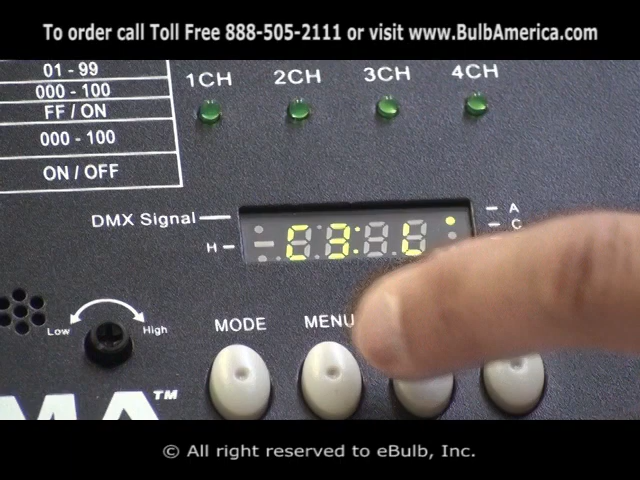 To order call Toll Free 888-505-2111 or visit www.BulbAmerica.com
01 - 99
000 - 100
FF / ON
000 - 100
ON / OFF
1CH 2CH 3CH 4CH
DMX Signal
H
A
C
C3:
Low
High
MODE MENU
MA™
© All right reserved to eBulb, Inc.